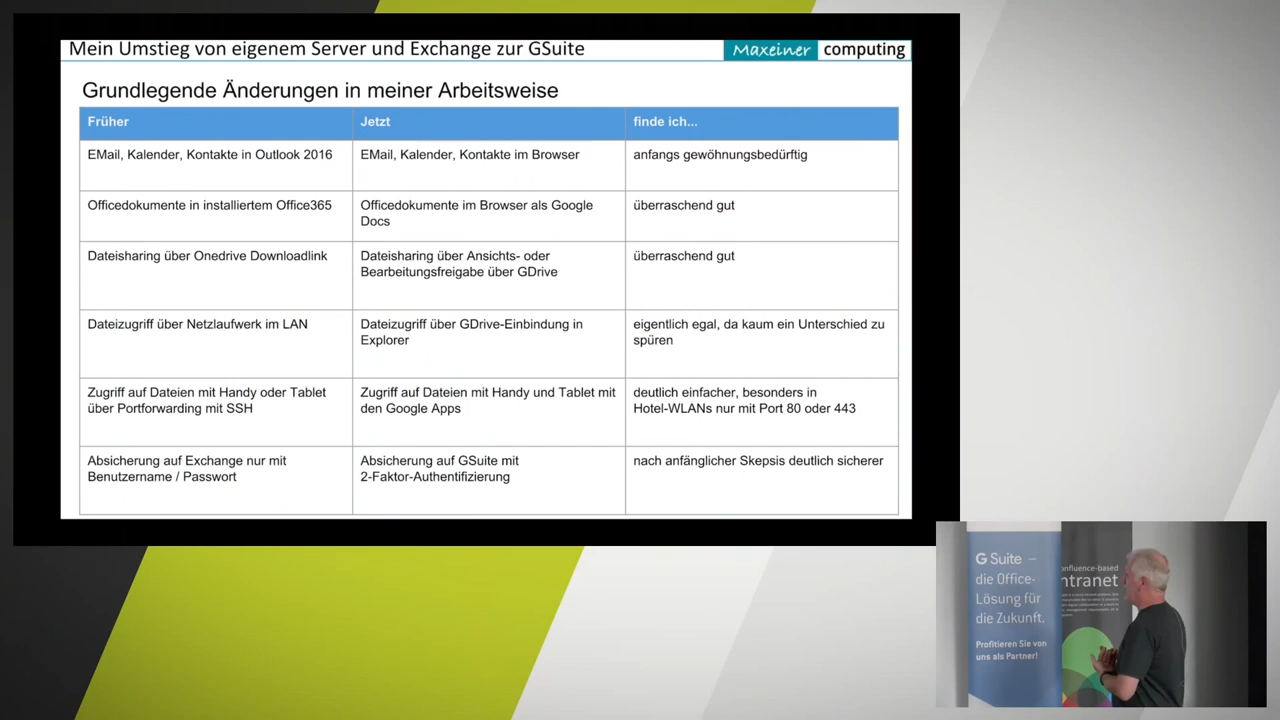 Mein Umstieg von eigenem Server und Exchange zur GSuite
Maxeiner computing
Grundlegende Änderungen in meiner Arbeitsweise
Früher
Jetzt
finde ich...
EMail, Kalender, Kontakte in Outlook 2016
EMail, Kalender, Kontakte im Browser
anfangs gewöhnungsbedürftig
Officedokumente in installiertem Office365
Officedokumente im Browser als Google
Docs
überraschend gut
Dateisharing über Onedrive Downloadlink
Dateisharing über Ansichts- oder
Bearbeitungsfreigabe über GDrive
überraschend gut
Dateizugriff über Netzlaufwerk im LAN
Dateizugriff über GDrive-Einbindung in
Explorer
eigentlich egal, da kaum ein Unterschied zu
spüren
Zugriff auf Dateien mit Handy oder Tablet
über Portforwarding mit SSH
Zugriff auf Dateien mit Handy und Tablet mit
den Google Apps
deutlich einfacher, besonders in
Hotel-WLANs nur mit Port 80 oder 443
Absicherung auf Exchange nur mit
Benutzername / Passwort
Absicherung auf GSuite mit
2-Faktor-Authentifizierung
nach anfänglicher Skepsis deutlich sicherer
G Suite –
die Office-
Lösung für
die Zukunft.
Profitieren Sie von
uns als Partner!
onfluence-based
ntranet